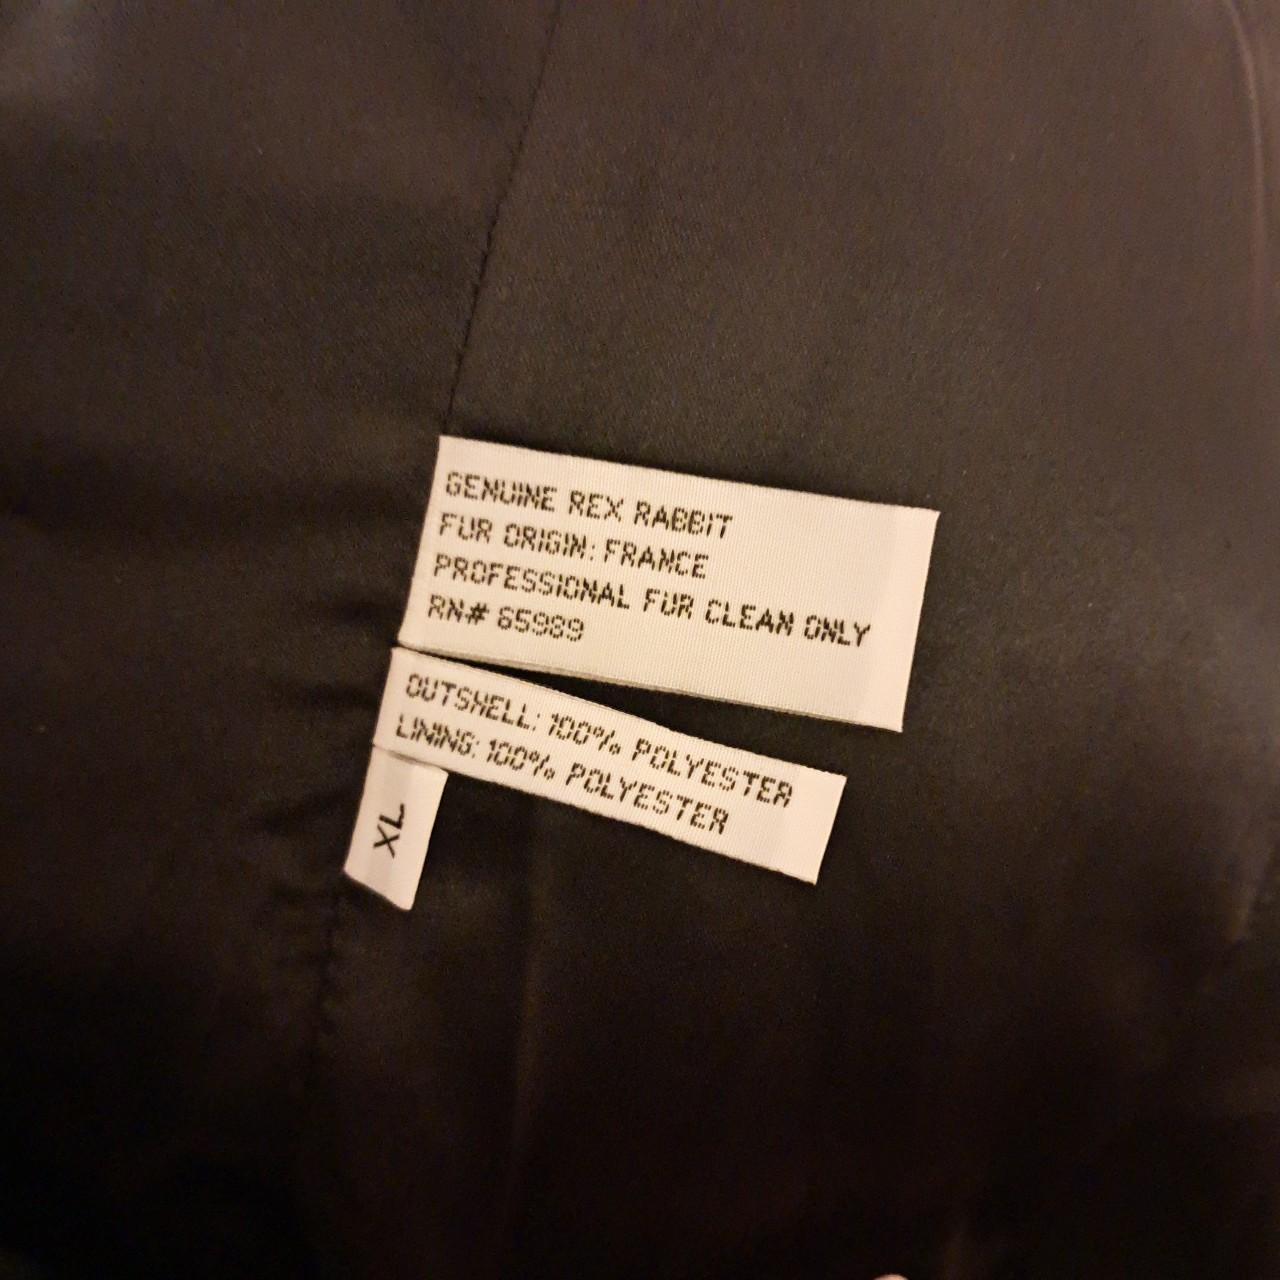 GENUINE REX RABBIT
FUR ORIGIN: FRANCE
PROFESSIONAL FUR CLEAN ONLY
RN# 65989
OUTSHELL: 100% POLYESTER
LINING: 100% POLYESTER
XL